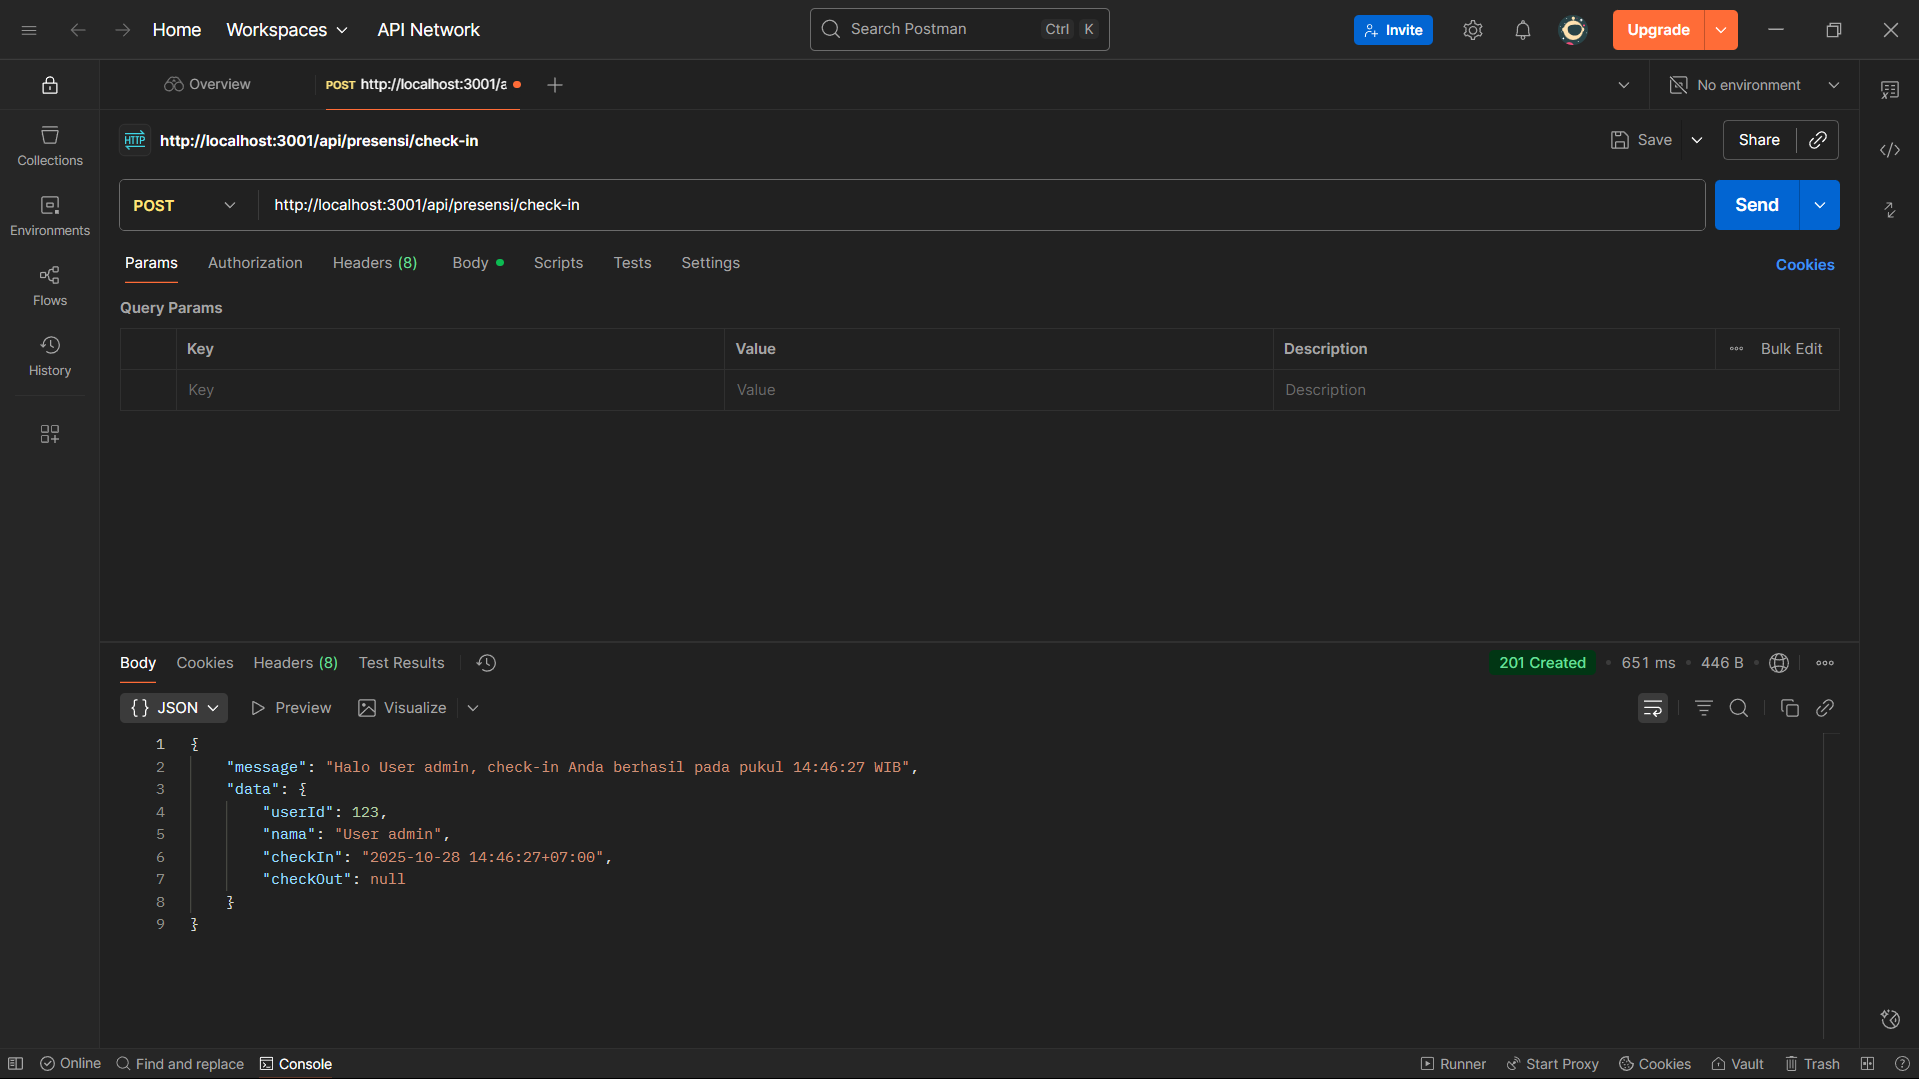 Home Workspaces API Network Search Postman Ctrl K Invite Upgrade
Overview POST http://localhost:3001/a No environment
HTTP http://localhost:3001/api/presensi/check-in Save Share
Collections
POST http://localhost:3001/api/presensi/check-in Send
Environments
Params Authorization Headers (8) Body Scripts Tests Settings Cookies
Flows
Query Params
Key Value Description Bulk Edit
History
Key Value Description
Body Cookies Headers (8) Test Results 201 Created 651 ms 446 B
{} JSON Preview Visualize
1 {
2 "message": "Halo User admin, check-in Anda berhasil pada pukul 14:46:27 WIB",
3 "data": {
4 "userId": 123,
5 "nama": "User admin",
6 "checkIn": "2025-10-28 14:46:27+07:00",
7 "checkOut": null
8 }
9 }
Online Find and replace Console Runner Start Proxy Cookies Vault Trash